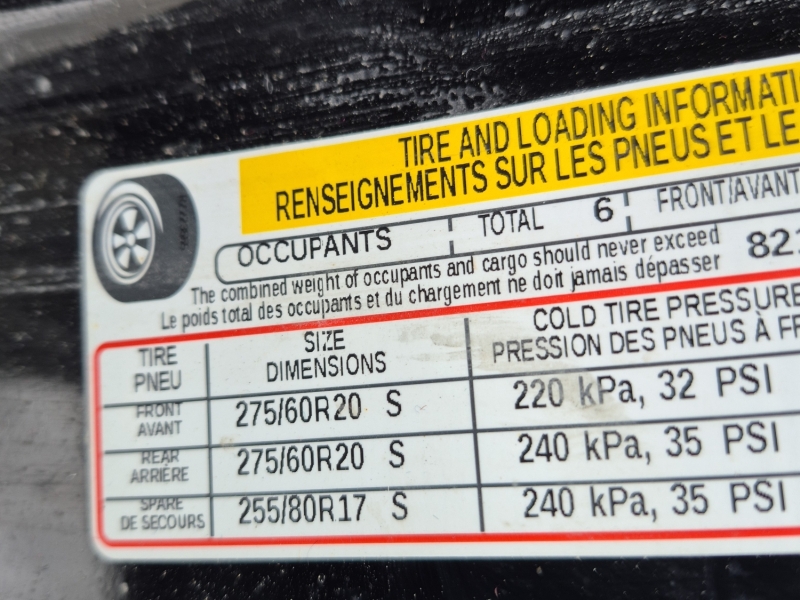 TIRE AND LOADING INFORMATI
RENSEIGNEMENTS SUR LES PNEUS ET LE
OCCUPANTS TOTAL 6 FRONT/AVANT
The combined weight of occupants and cargo should never exceed 82
Le poids total des occupants et du chargement ne doit jamais dépasser
TIRE PNEU
SIZE DIMENSIONS
COLD TIRE PRESSURE
PRESSION DES PNEUS À FR
FRONT AVANT 275/60R20 S 220 kPa, 32 PSI
REAR ARRIÈRE 275/60R20 S 240 kPa, 35 PSI
SPARE DE SECOURS 255/80R17 S 240 kPa, 35 PSI